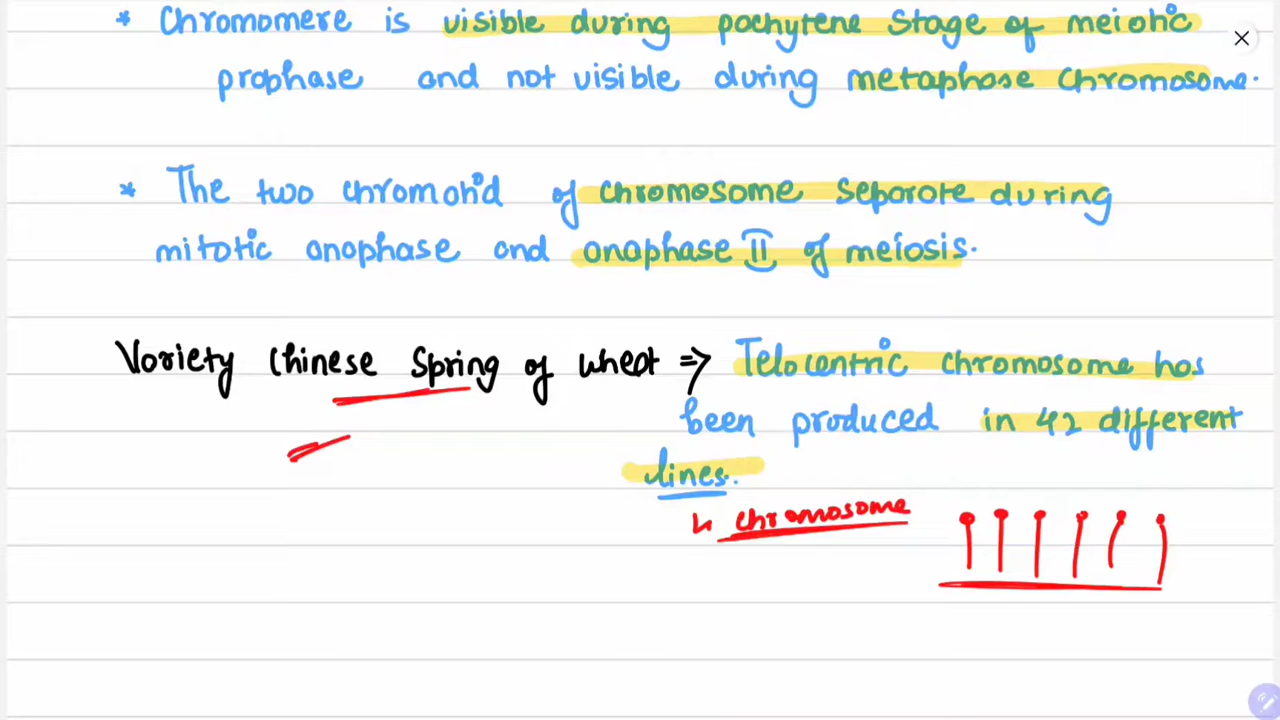 * Chromomere is visible during pachytene Stage of meiotic
prophase and not visible during metaphase Chromosome.
* The two chromatid of chromosome Separate during
mitotic anaphase and anaphase II of meiosis.
Variety Chinese Spring of wheat ⇒ Telocentric chromosome has
been produced in 42 different
lines.
↳ chromosome